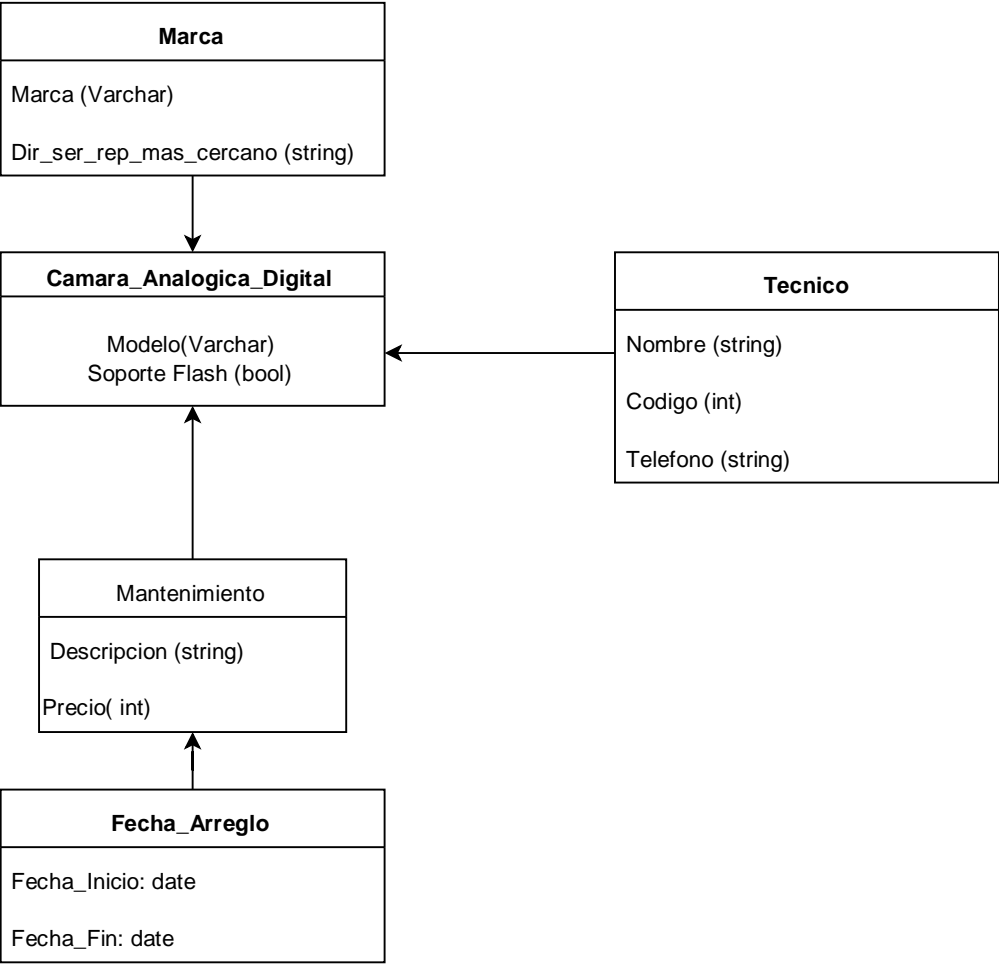 Marca
Marca (Varchar)
Dir_ser_rep_mas_cercano (string)
Camara_Analogica_Digital
Modelo(Varchar)
Soporte Flash (bool)
Tecnico
Nombre (string)
Codigo (int)
Telefono (string)
Mantenimiento
Descripcion (string)
Precio( int)
Fecha_Arreglo
Fecha_Inicio: date
Fecha_Fin: date